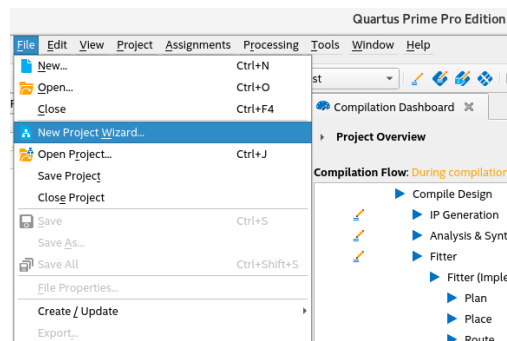 Quartus Prime Pro Edition
File Edit View Project Assignments Processing Tools Window Help
New... Ctrl+N
Open... Ctrl+O
Close Ctrl+F4
New Project Wizard...
Open Project... Ctrl+J
Save Project
Close Project
Save Ctrl+S
Save As...
Save All Ctrl+Shift+S
File Properties...
Create / Update
Export...
st
Compilation Dashboard
Project Overview
Compilation Flow: During compilation
Compile Design
IP Generation
Analysis & Synt
Fitter
Fitter (Imple
Plan
Place
Route